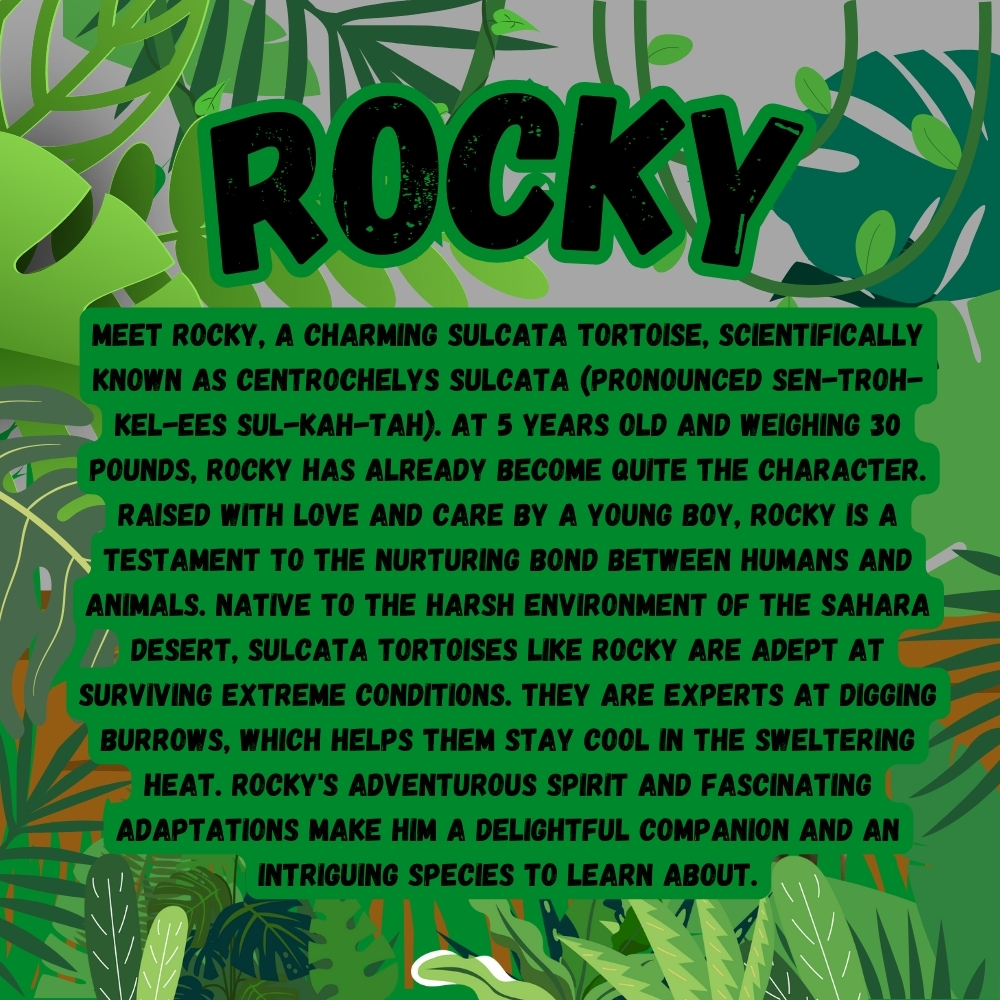 ROCKY
MEET ROCKY, A CHARMING SULCATA TORTOISE, SCIENTIFICALLY
KNOWN AS CENTROCHELYS SULCATA (PRONOUNCED SEN-TROH-
KEL-EES SUL-KAH-TAH). AT 5 YEARS OLD AND WEIGHING 30
POUNDS, ROCKY HAS ALREADY BECOME QUITE THE CHARACTER.
RAISED WITH LOVE AND CARE BY A YOUNG BOY, ROCKY IS A
TESTAMENT TO THE NURTURING BOND BETWEEN HUMANS AND
ANIMALS. NATIVE TO THE HARSH ENVIRONMENT OF THE SAHARA
DESERT, SULCATA TORTOISES LIKE ROCKY ARE ADEPT AT
SURVIVING EXTREME CONDITIONS. THEY ARE EXPERTS AT DIGGING
BURROWS, WHICH HELPS THEM STAY COOL IN THE SWELTERING
HEAT. ROCKY'S ADVENTUROUS SPIRIT AND FASCINATING
ADAPTATIONS MAKE HIM A DELIGHTFUL COMPANION AND AN
INTRIGUING SPECIES TO LEARN ABOUT.